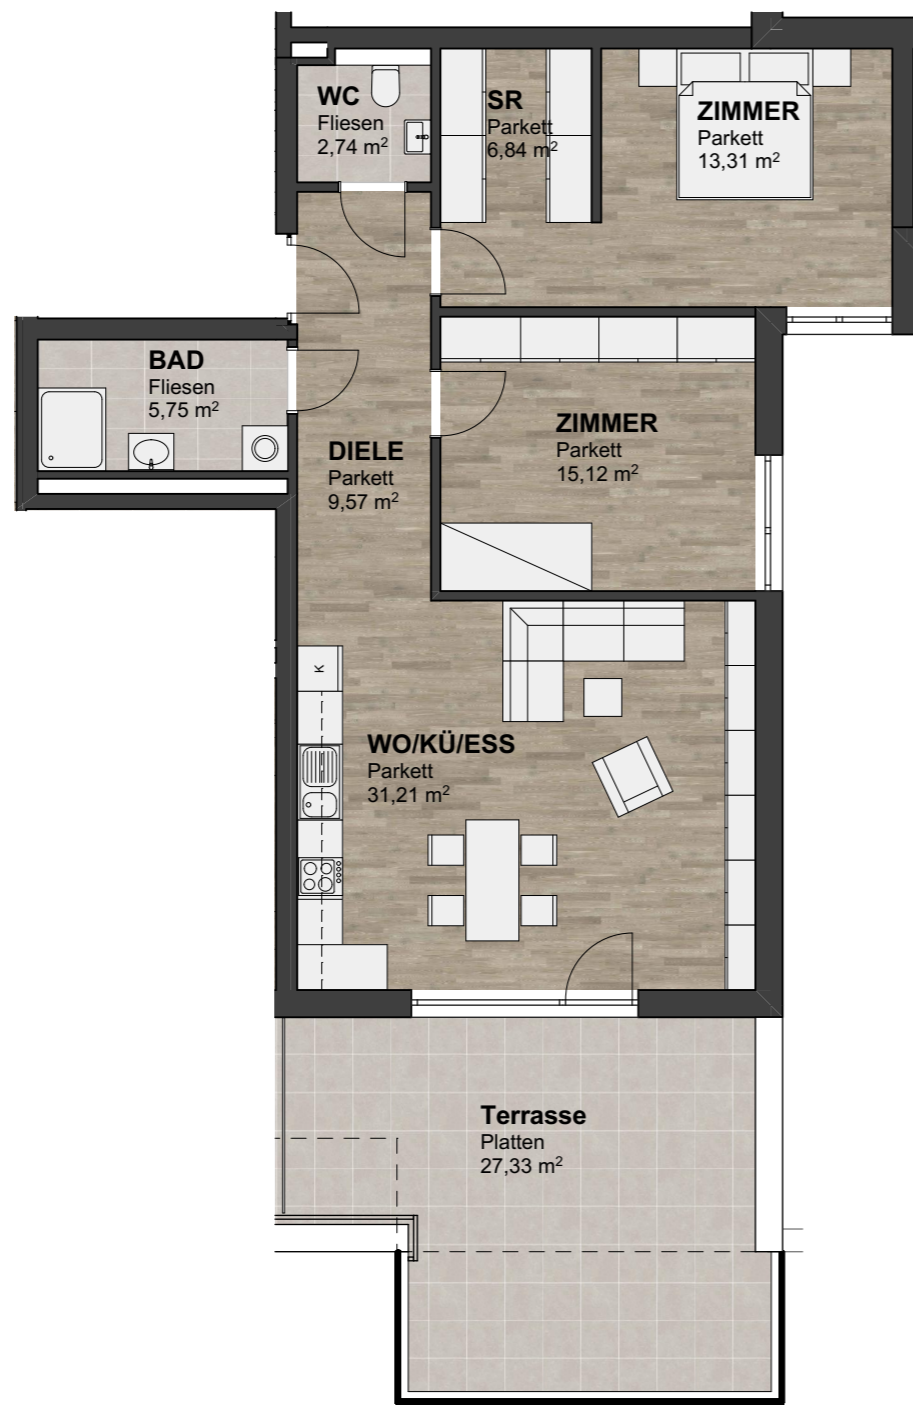 WC
Fliesen
2,74 m²
SR
Parkett
6,84 m²
ZIMMER
Parkett
13,31 m²
BAD
Fliesen
5,75 m²
DIELE
Parkett
9,57 m²
ZIMMER
Parkett
15,12 m²
K
WO/KÜ/ESS
Parkett
31,21 m²
Terrasse
Platten
27,33 m²